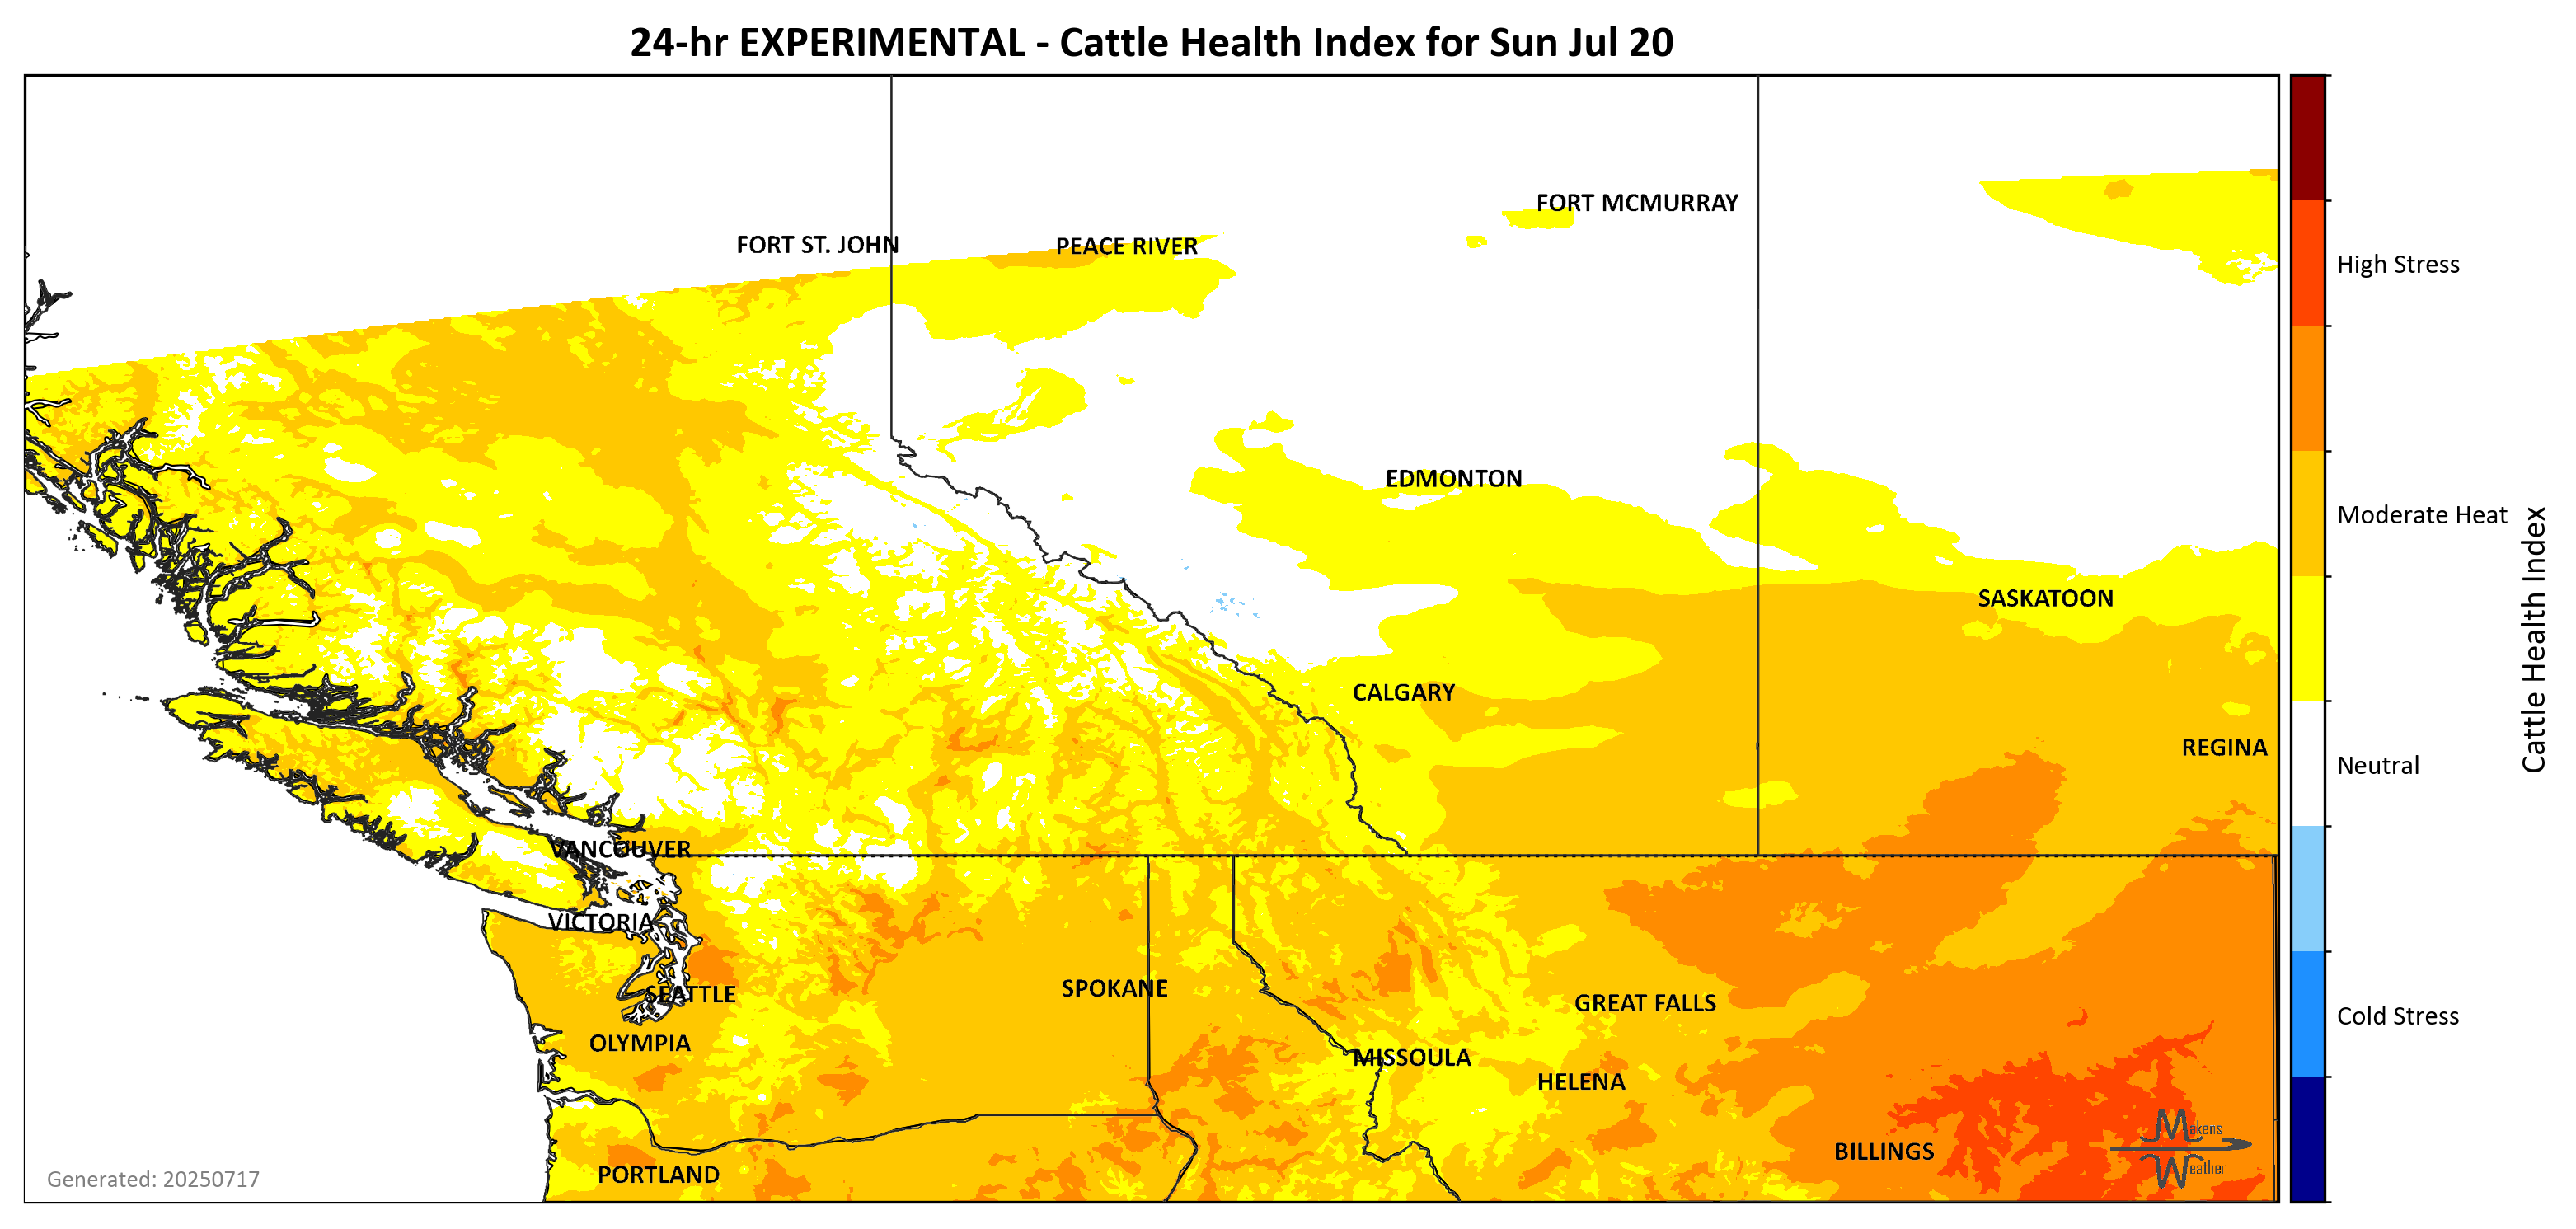 24-hr EXPERIMENTAL - Cattle Health Index for Sun Jul 20
FORT MCMURRAY
FORT ST. JOHN
PEACE RIVER
High Stress
EDMONTON
Moderate Heat
SASKATOON
CALGARY
Cattle Health Index
REGINA
Neutral
VANCOUVER
VICTORIA
SPOKANE
SEATTLE
GREAT FALLS
Cold Stress
OLYMPIA
MISSOULA
HELENA
Makens
Weather
BILLINGS
PORTLAND
Generated: 20250717